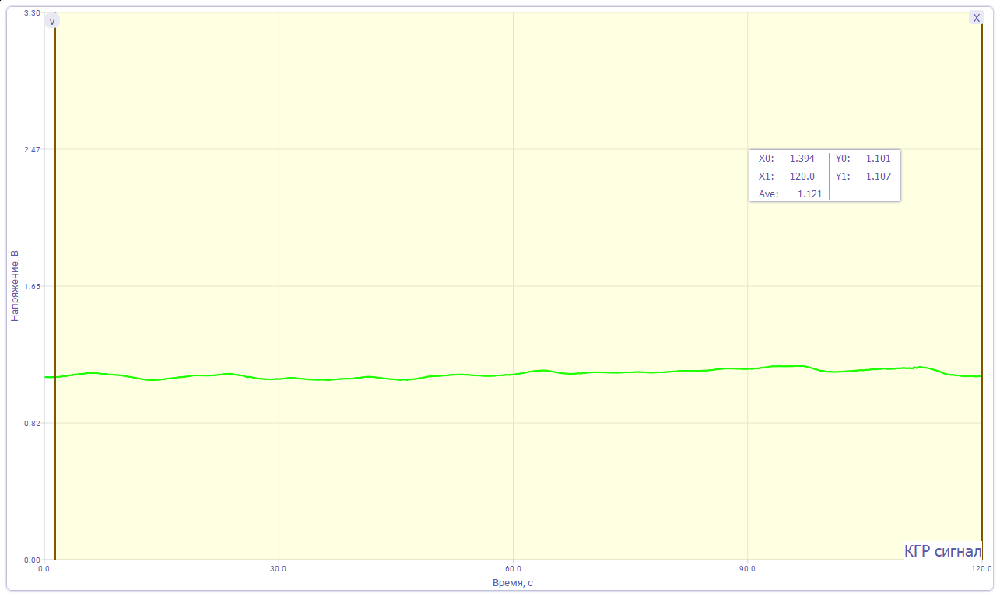 3.30
v
X
2.47
X0: 1.394 Y0: 1.101
X1: 120.0 Y1: 1.107
Ave: 1.121
Напряжение, В
1.65
0.82
КГР сигнал
0.00
0.0 30.0 60.0 90.0 120.0
Время, с